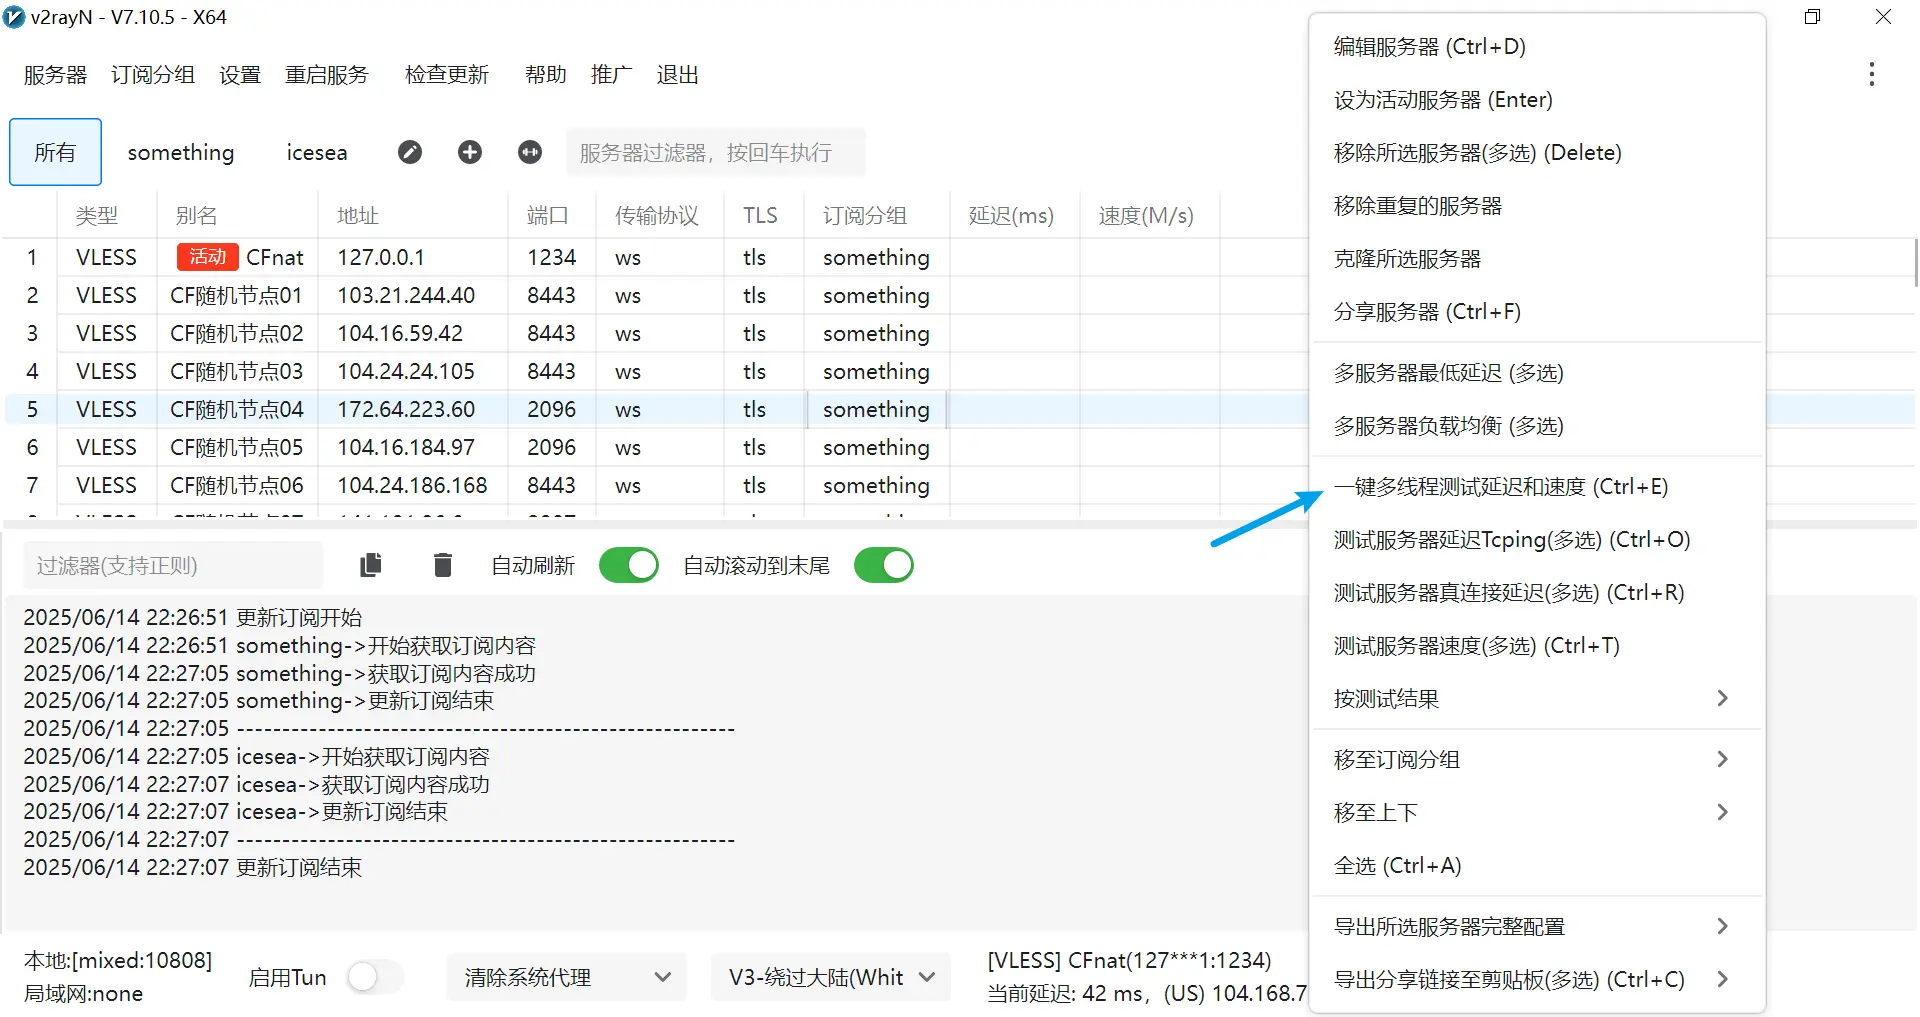 v2rayN - V7.10.5 - X64
服务器 订阅分组 设置 重启服务 检查更新 帮助 推广 退出
所有 something icesea 服务器过滤器，按回车执行
类型 别名 地址 端口 传输协议 TLS 订阅分组 延迟(ms) 速度(M/s)
1 VLESS 活动 CFnat 127.0.0.1 1234 ws tls something
2 VLESS CF随机节点01 103.21.244.40 8443 ws tls something
3 VLESS CF随机节点02 104.16.59.42 8443 ws tls something
4 VLESS CF随机节点03 104.24.24.105 8443 ws tls something
5 VLESS CF随机节点04 172.64.223.60 2096 ws tls something
6 VLESS CF随机节点05 104.16.184.97 2096 ws tls something
7 VLESS CF随机节点06 104.24.186.168 8443 ws tls something
过滤器(支持正则) 自动刷新 自动滚动到末尾
2025/06/14 22:26:51 更新订阅开始
2025/06/14 22:26:51 something->开始获取订阅内容
2025/06/14 22:27:05 something->获取订阅内容成功
2025/06/14 22:27:05 something->更新订阅结束
2025/06/14 22:27:05 -------------------------------------------------------
2025/06/14 22:27:05 icesea->开始获取订阅内容
2025/06/14 22:27:07 icesea->获取订阅内容成功
2025/06/14 22:27:07 icesea->更新订阅结束
2025/06/14 22:27:07 -------------------------------------------------------
2025/06/14 22:27:07 更新订阅结束
本地:[mixed:10808]
局域网:none
启用Tun
清除系统代理
V3-绕过大陆(Whit
[VLESS] CFnat(127***1:1234)
当前延迟: 42 ms，(US) 104.168.7
编辑服务器 (Ctrl+D)
设为活动服务器 (Enter)
移除所选服务器(多选) (Delete)
移除重复的服务器
克隆所选服务器
分享服务器 (Ctrl+F)
多服务器最低延迟 (多选)
多服务器负载均衡 (多选)
一键多线程测试延迟和速度 (Ctrl+E)
测试服务器延迟Tcping(多选) (Ctrl+O)
测试服务器真连接延迟(多选) (Ctrl+R)
测试服务器速度(多选) (Ctrl+T)
按测试结果
移至订阅分组
移至上下
全选 (Ctrl+A)
导出所选服务器完整配置
导出分享链接至剪贴板(多选) (Ctrl+C)